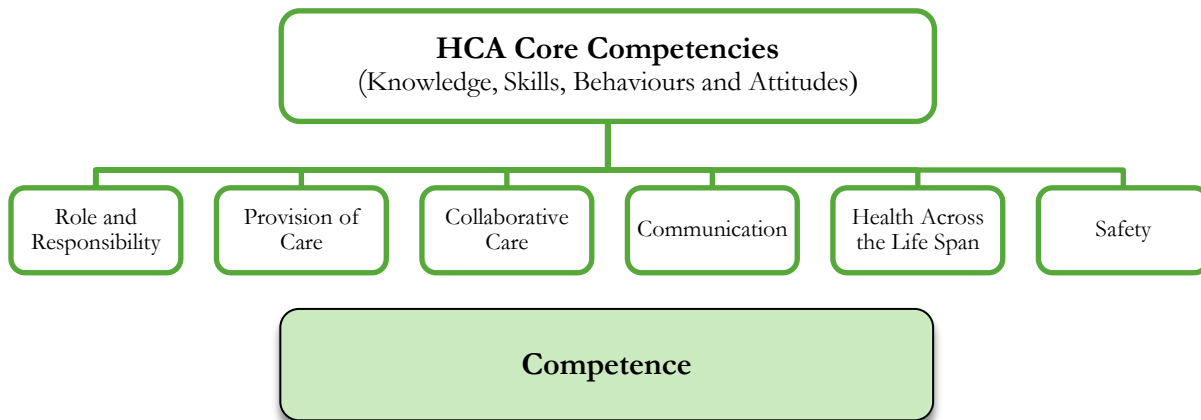 HCA Core Competencies
(Knowledge, Skills, Behaviours and Attitudes)
Role and
Responsibility
Provision of
Care
Collaborative
Care
Communication
Health Across
the Life Span
Safety
Competence